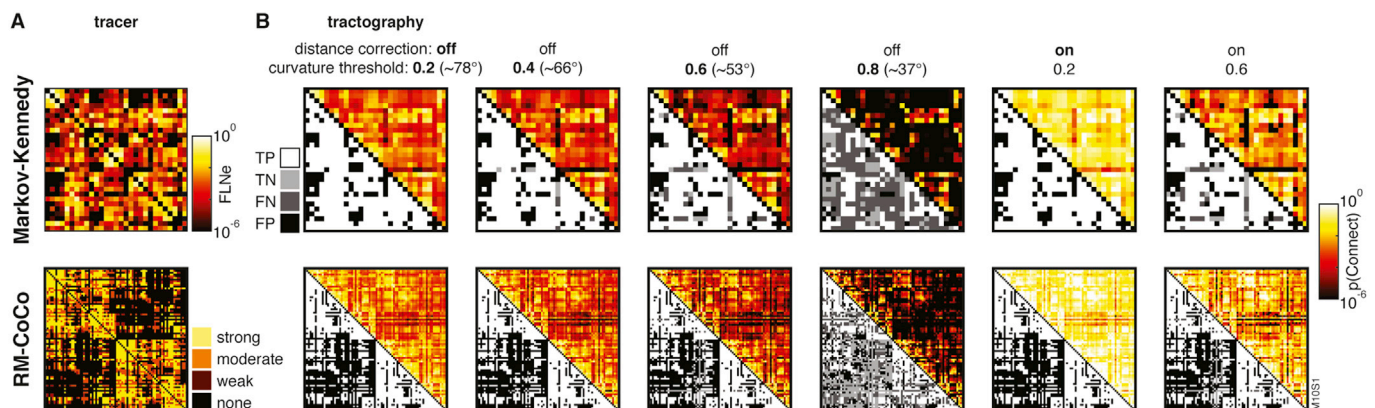 A
tracer
B
tractography
distance correction: off
curvature threshold: 0.2 (~78°)
off
0.4 (~66°)
off
0.6 (~53°)
off
0.8 (~37°)
on
0.2
on
0.6
Markov-Kennedy
10^0
FLNe
10^-6
TP
TN
FN
FP
10^0
p(Connect)
10^-6
RM-CoCo
strong
moderate
weak
none
M10S1